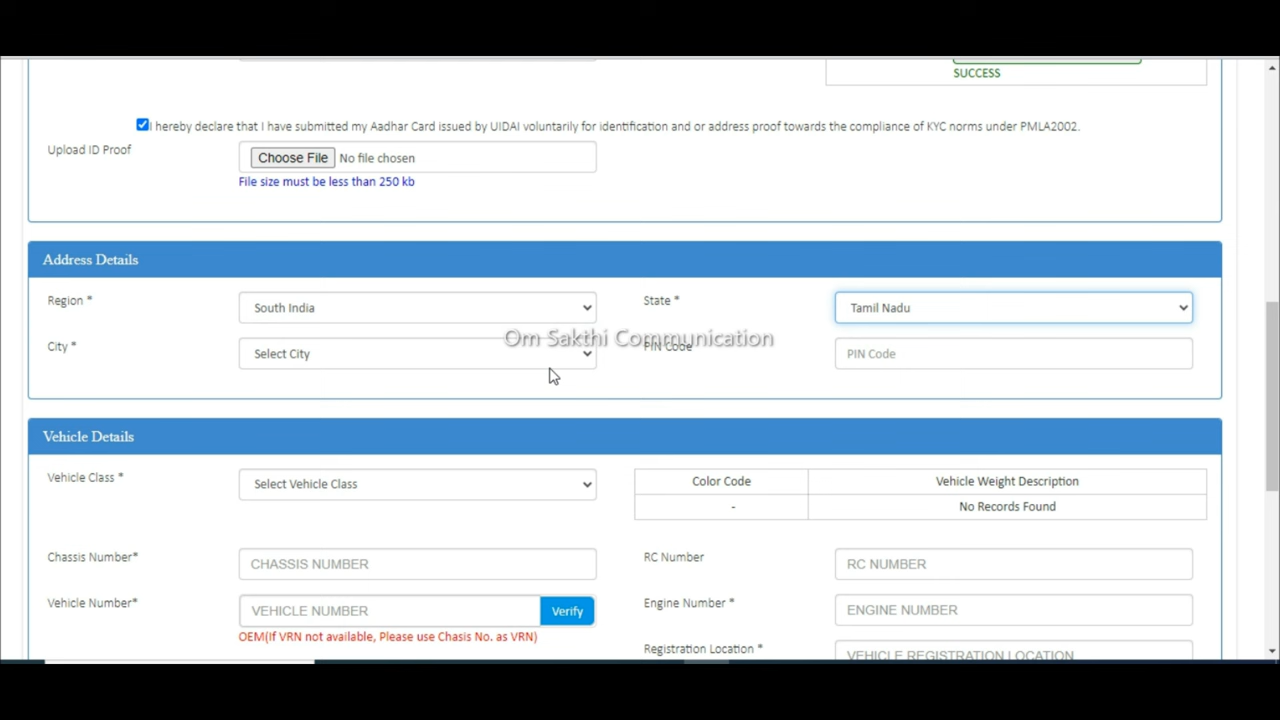 SUCCESS
I hereby declare that I have submitted my Aadhar Card issued by UIDAI voluntarily for identification and or address proof towards the compliance of KYC norms under PMLA2002.
Upload ID Proof
Choose File No file chosen
File size must be less than 250 kb
Address Details
Region * South India State * Tamil Nadu
Om Sakthi Communication
City * Select City PIN Code PIN Code
Vehicle Details
Vehicle Class * Select Vehicle Class Color Code Vehicle Weight Description
- No Records Found
Chassis Number* CHASSIS NUMBER RC Number RC NUMBER
Vehicle Number* VEHICLE NUMBER Verify Engine Number * ENGINE NUMBER
OEM(If VRN not available, Please use Chasis No. as VRN)
Registration Location * VEHICLE REGISTRATION LOCATION